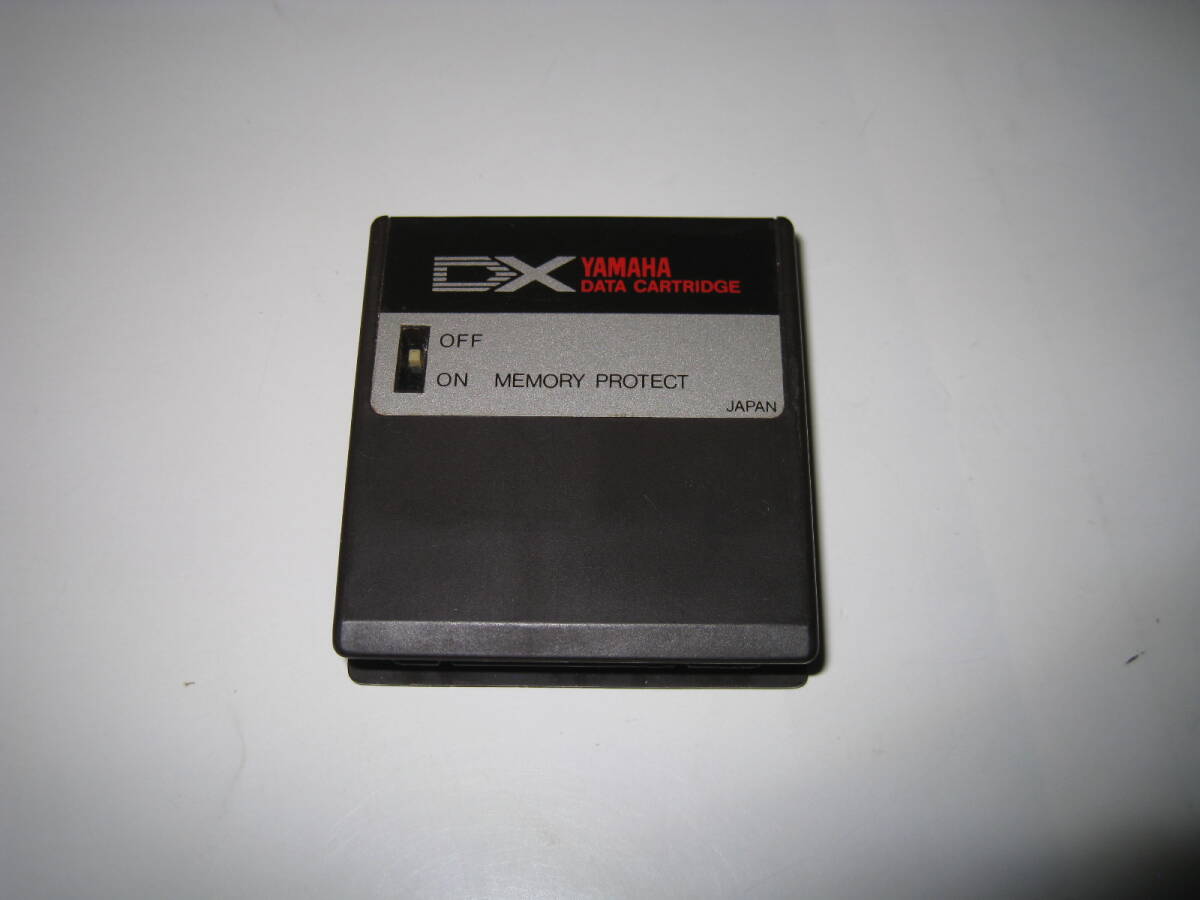 DX YAMAHA
DATA CARTRIDGE
OFF
ON MEMORY PROTECT
JAPAN